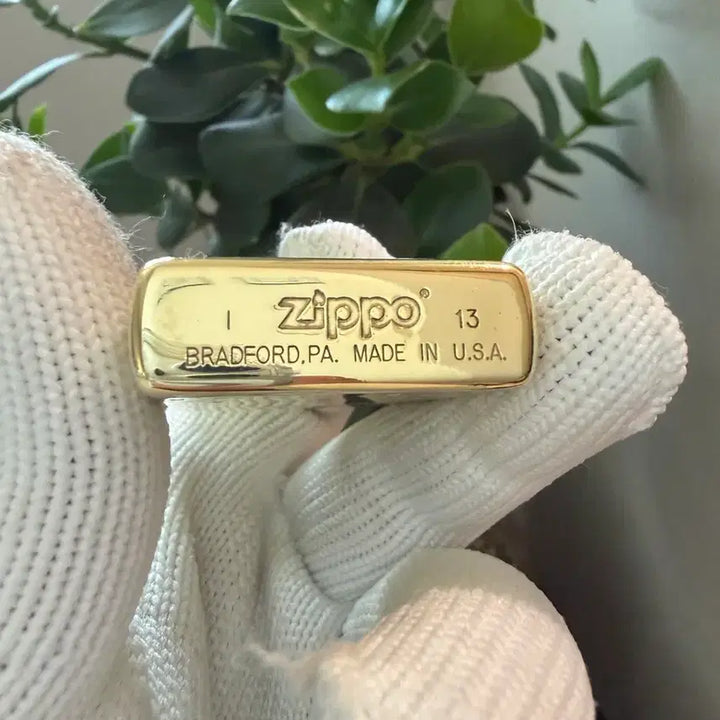 I zippo® 13
BRADFORD,PA. MADE IN U.S.A.